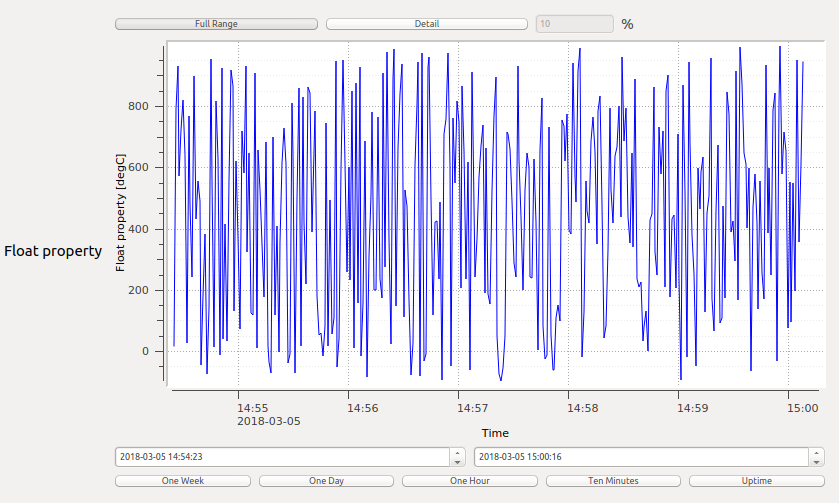 Full Range Detail 10 %
Float property
Float property [degC]
800
600
400
200
0
14:55 14:56 14:57 14:58 14:59 15:00
2018-03-05
Time
2018-03-05 14:54:23 2018-03-05 15:00:16
One Week One Day One Hour Ten Minutes Uptime